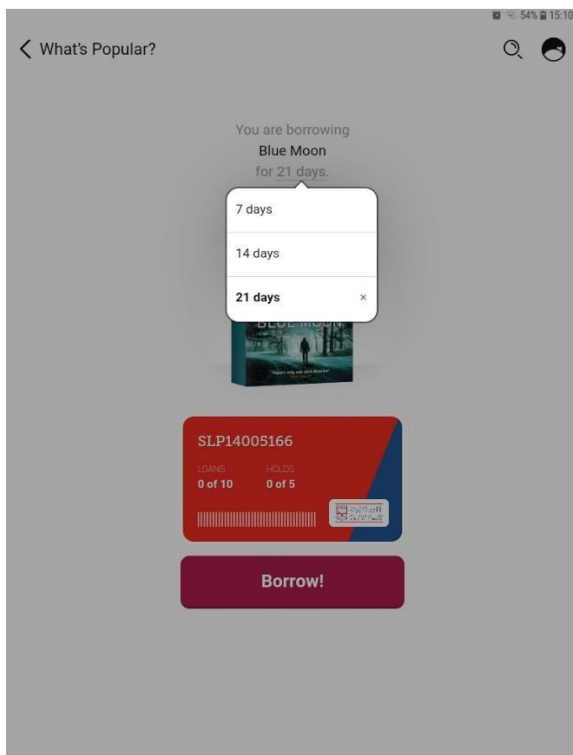 54% 15:10
What's Popular?
You are borrowing
Blue Moon
for 21 days.
7 days
14 days
21 days ×
BLUE MOON
SLP14005166
LOANS HOLDS
0 of 10 0 of 5
Borrow!